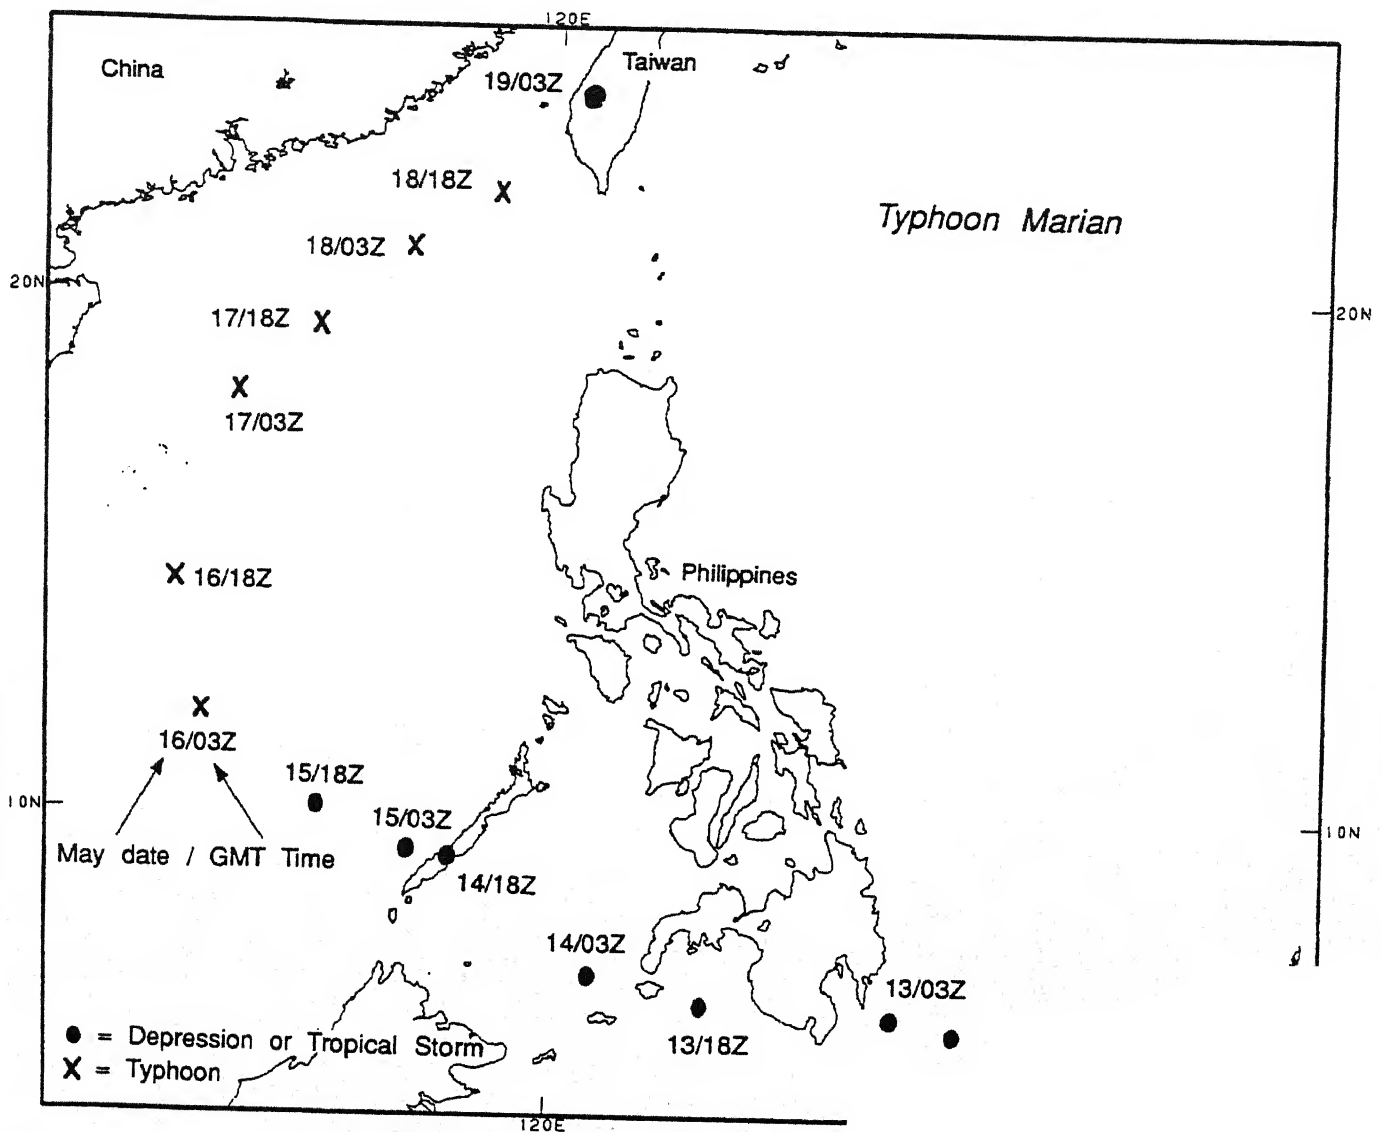 120E
China
Taiwan
19/03Z
18/18Z
Typhoon Marian
18/03Z
20N
17/18Z
20N
17/03Z
16/18Z
Philippines
16/03Z
15/18Z
10N
15/03Z
10N
May date / GMT Time
14/18Z
14/03Z
13/03Z
= Depression or Tropical Storm
13/18Z
X = Typhoon
120E